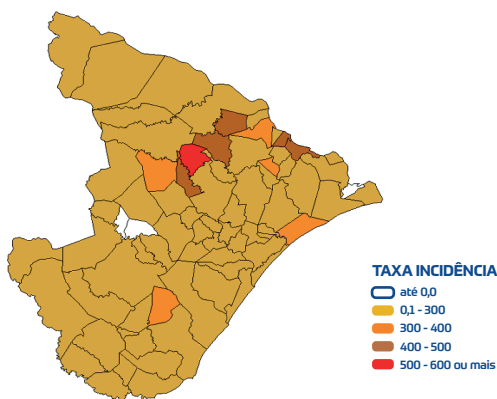 TAXA INCIDÊNCIA
até 0,0
0,1 - 300
300 - 400
400 - 500
500 - 600 ou mais